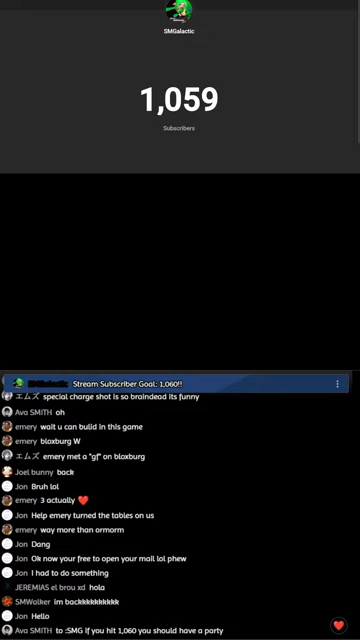 SMGalactic
1,059
Subscribers
SMGalactic Stream Subscriber Goal: 1,060!!
エムズ special charge shot is so braindead its funny
Ava SMITH oh
emery wait u can build in this game
emery bloxburg W
エムズ emery met a "gf" on bloxburg
Joel bunny back
Jon Bruh lol
emery 3 actually ❤️
Jon Help emery turned the tables on us
emery way more than ormorm
Jon Dang
Jon Ok now your free to open your mail lol phew
Jon I had to do something
JEREMIAS el brou xd hola
SMWalker im backkkkkkkkkk
Jon Hello
Ava SMITH to :SMG if you hit 1,060 you should have a party